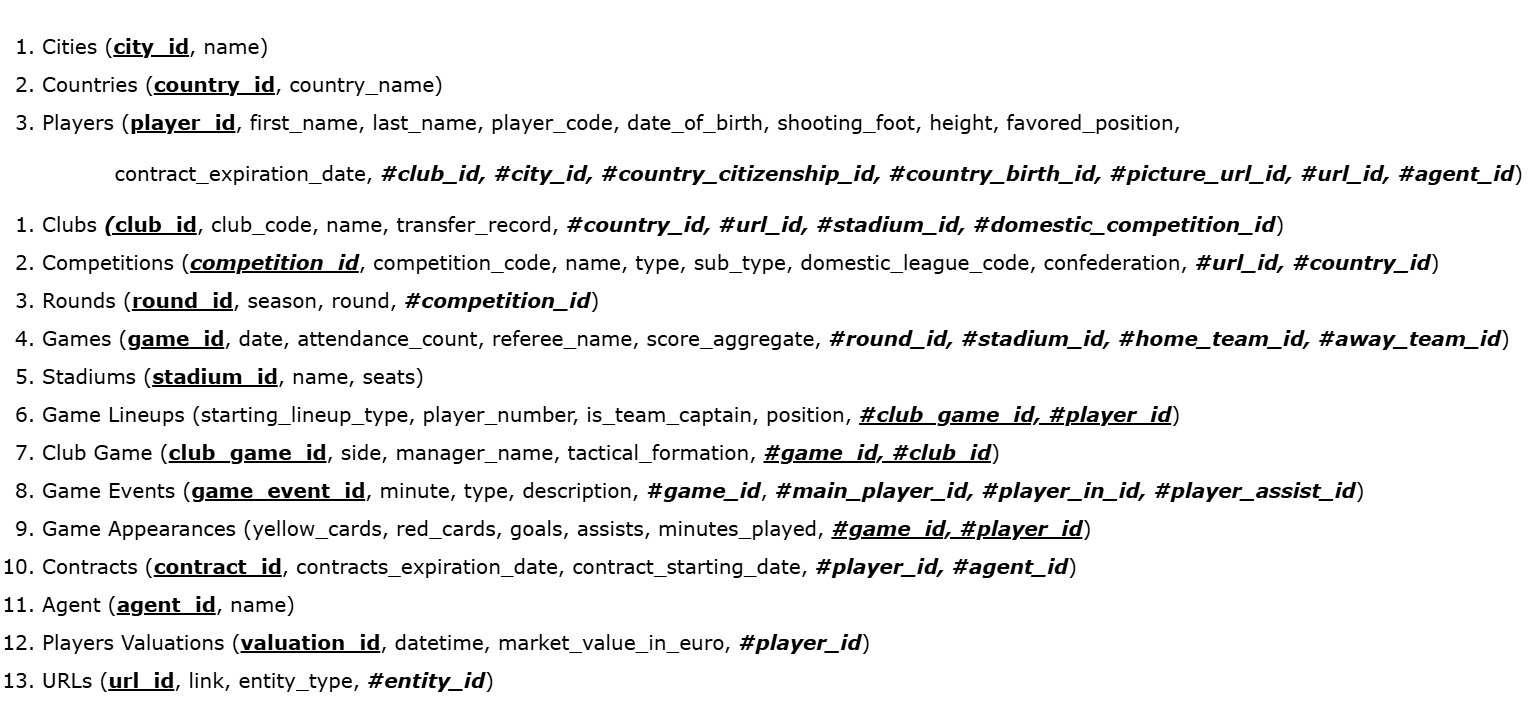 1. Cities (city_id, name)
2. Countries (country_id, country_name)
3. Players (player_id, first_name, last_name, player_code, date_of_birth, shooting_foot, height, favored_position,
contract_expiration_date, #club_id, #city_id, #country_citizenship_id, #country_birth_id, #picture_url_id, #url_id, #agent_id)
1. Clubs (club_id, club_code, name, transfer_record, #country_id, #url_id, #stadium_id, #domestic_competition_id)
2. Competitions (competition_id, competition_code, name, type, sub_type, domestic_league_code, confederation, #url_id, #country_id)
3. Rounds (round_id, season, round, #competition_id)
4. Games (game_id, date, attendance_count, referee_name, score_aggregate, #round_id, #stadium_id, #home_team_id, #away_team_id)
5. Stadiums (stadium_id, name, seats)
6. Game Lineups (starting_lineup_type, player_number, is_team_captain, position, #club_game_id, #player_id)
7. Club Game (club_game_id, side, manager_name, tactical_formation, #game_id, #club_id)
8. Game Events (game_event_id, minute, type, description, #game_id, #main_player_id, #player_in_id, #player_assist_id)
9. Game Appearances (yellow_cards, red_cards, goals, assists, minutes_played, #game_id, #player_id)
10. Contracts (contract_id, contracts_expiration_date, contract_starting_date, #player_id, #agent_id)
11. Agent (agent_id, name)
12. Players Valuations (valuation_id, datetime, market_value_in_euro, #player_id)
13. URLs (url_id, link, entity_type, #entity_id)